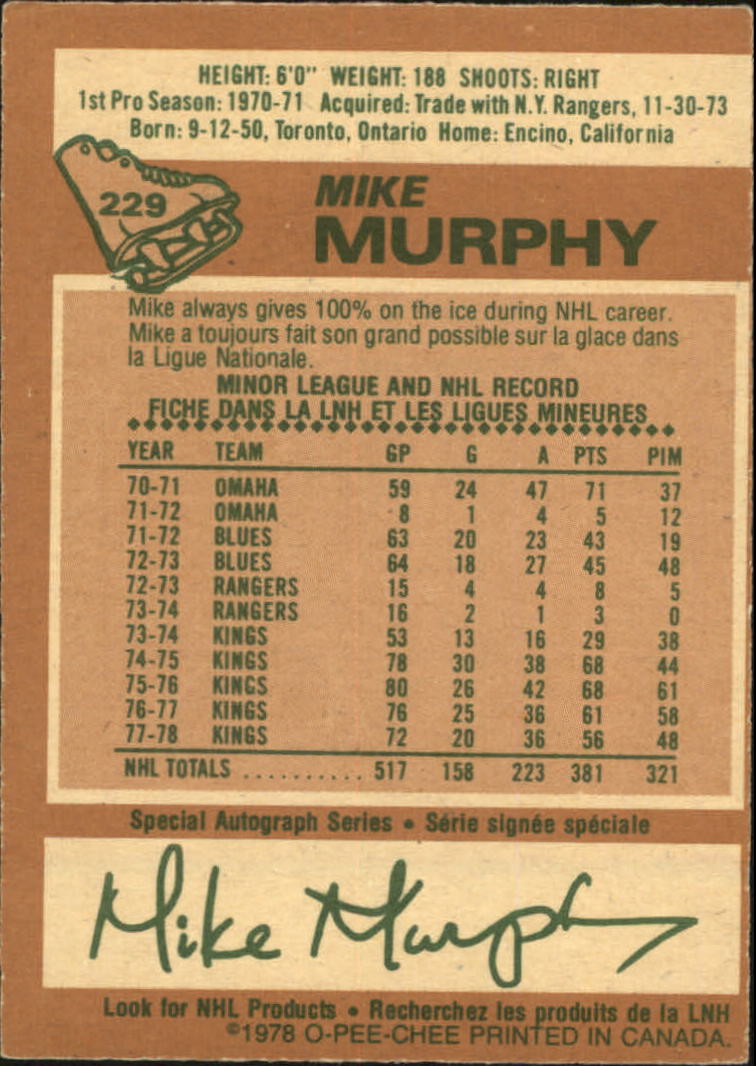 HEIGHT: 6'0" WEIGHT: 188 SHOOTS: RIGHT
1st Pro Season: 1970-71 Acquired: Trade with N.Y. Rangers, 11-30-73
Born: 9-12-50, Toronto, Ontario Home: Encino, California
229
MIKE
MURPHY
Mike always gives 100% on the ice during NHL career.
Mike a toujours fait son grand possible sur la glace dans
la Ligue Nationale.
MINOR LEAGUE AND NHL RECORD
FICHE DANS LA LNH ET LES LIGUES MINEURES
YEAR TEAM GP G A PTS PIM
70-71 OMAHA 59 24 47 71 37
71-72 OMAHA 8 1 4 5 12
71-72 BLUES 63 20 23 43 19
72-73 BLUES 64 18 27 45 48
72-73 RANGERS 15 4 4 8 5
73-74 RANGERS 16 2 1 3 0
73-74 KINGS 53 13 16 29 38
74-75 KINGS 78 30 38 68 44
75-76 KINGS 80 26 42 68 61
76-77 KINGS 76 25 36 61 58
77-78 KINGS 72 20 36 56 48
NHL TOTALS .......... 517 158 223 381 321
Special Autograph Series • Série signée spéciale
Mike Murphy
Look for NHL Products • Recherchez les produits de la LNH
©1978 O-PEE-CHEE PRINTED IN CANADA.